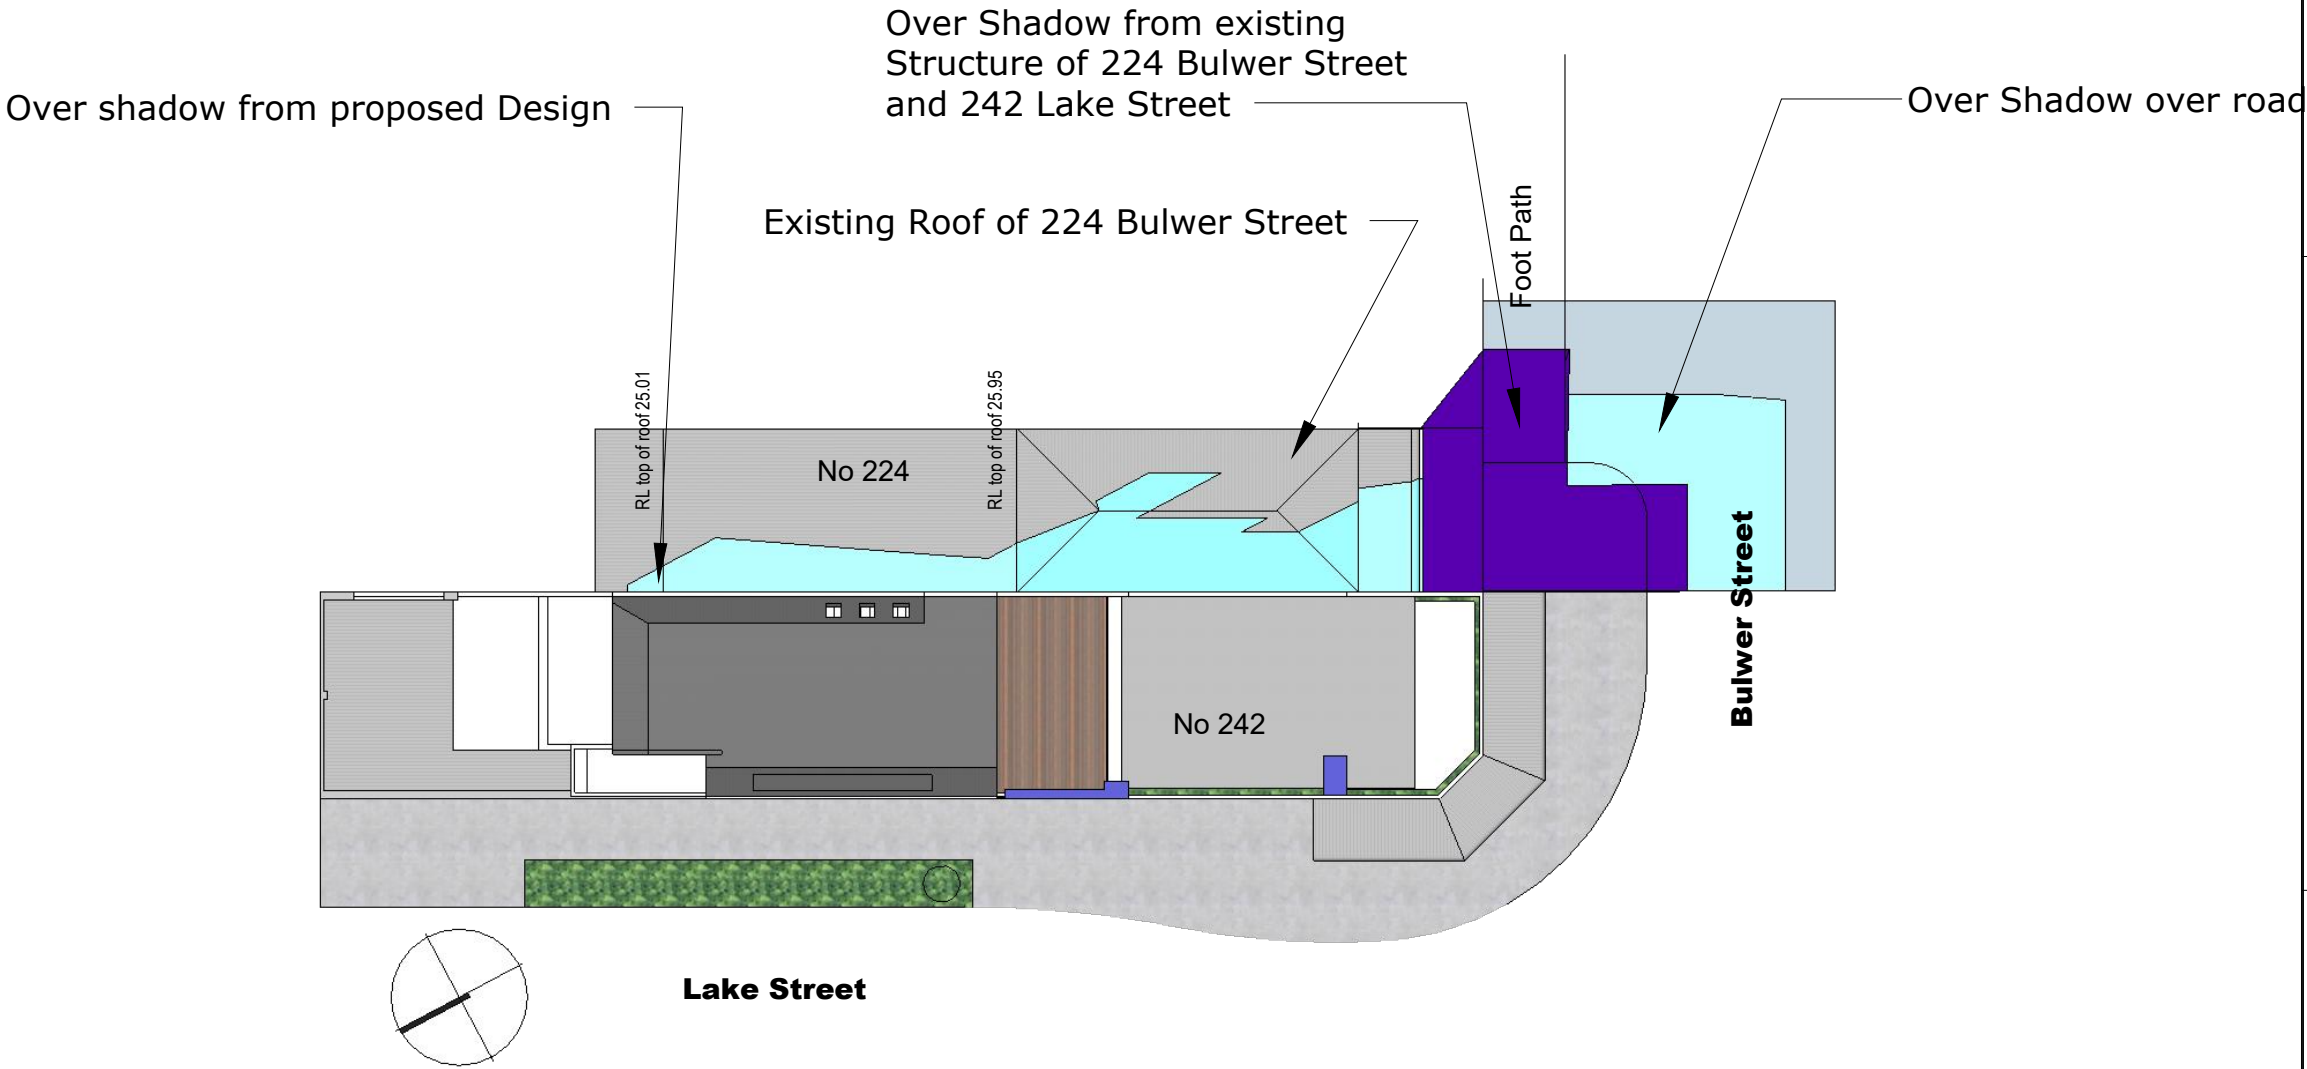 Over Shadow from existing
Structure of 224 Bulwer Street
and 242 Lake Street
Over shadow from proposed Design
Over Shadow over road
Existing Roof of 224 Bulwer Street
Foot Path
RL top of roof 25.01
RL top of roof 25.95
No 224
Bulwer Street
No 242
Lake Street